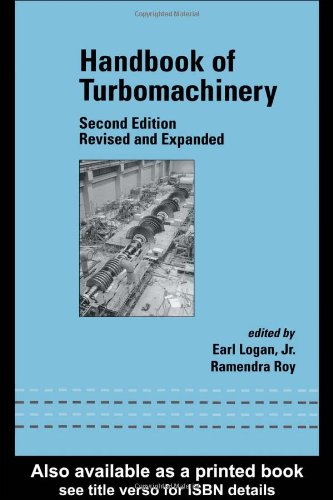 Handbook of
Turbomachinery
Second Edition
Revised and Expanded
edited by
Earl Logan, Jr.
Ramendra Roy
Also available as a printed book
see title verso for ISBN details